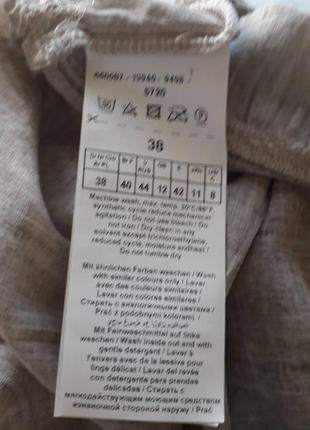 38
38 40 44 12 42 11 8
Machine wash, max. temp. 30°C/86°F,
synthetic cycle reduce mechanical
agitation / Do not use bleach / Do
not iron / Dry clean in any
solvent except trichloroethylene,
reduced cycle, moisture andheat /
Do not tumble dry
Mit ähnlichen Farben waschen / Wash
with similar colours only / Laver
avec des couleurs similaires /
Lavar con colores similares /
Стирать с аналогичными цветами /
Prać z podobnymi kolorami /
Mit Feinwaschmittel auf links
waschen / Wash inside out and with
gentle detergent / Laver à
l'envers avec de la lessive pour
linge délicat / Lavar del revés
con detergente para prendas
delicadas / Стирать с
мягкодействующим моющим средством
изнаночной стороной наружу / Prać